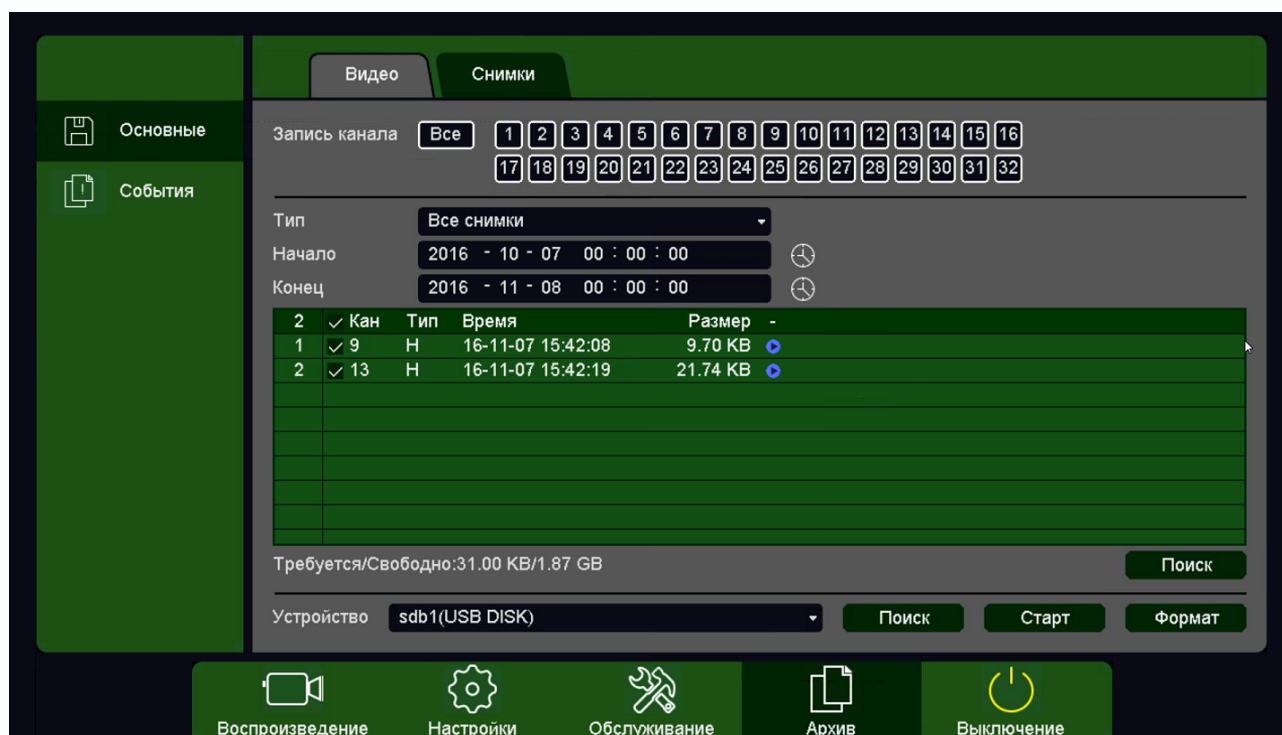 Видео Снимки
Основные
События
Запись канала Все 1 2 3 4 5 6 7 8 9 10 11 12 13 14 15 16
17 18 19 20 21 22 23 24 25 26 27 28 29 30 31 32
Тип Все снимки
Начало 2016 - 10 - 07 00 : 00 : 00
Конец 2016 - 11 - 08 00 : 00 : 00
2 Кан Тип Время Размер -
1 9 Н 16-11-07 15:42:08 9.70 KB
2 13 Н 16-11-07 15:42:19 21.74 KB
Требуется/Свободно:31.00 KB/1.87 GB Поиск
Устройство sdb1(USB DISK) Поиск Старт Формат
Воспроизведение Настройки Обслуживание Архив Выключение